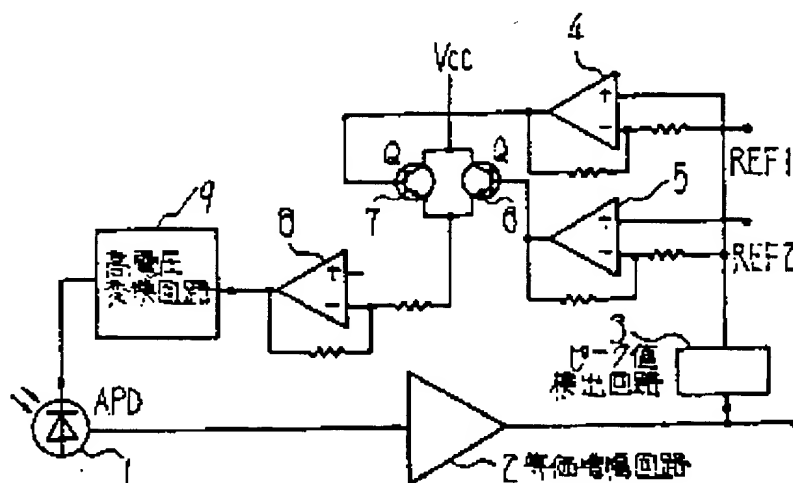 4
Vcc
+
-
REF1
Q
Q
5
+
-
REF2
7
6
9
8
+
-
高電圧
変換回路
3
ピーク値
検出回路
APD
1
2 等価増幅回路